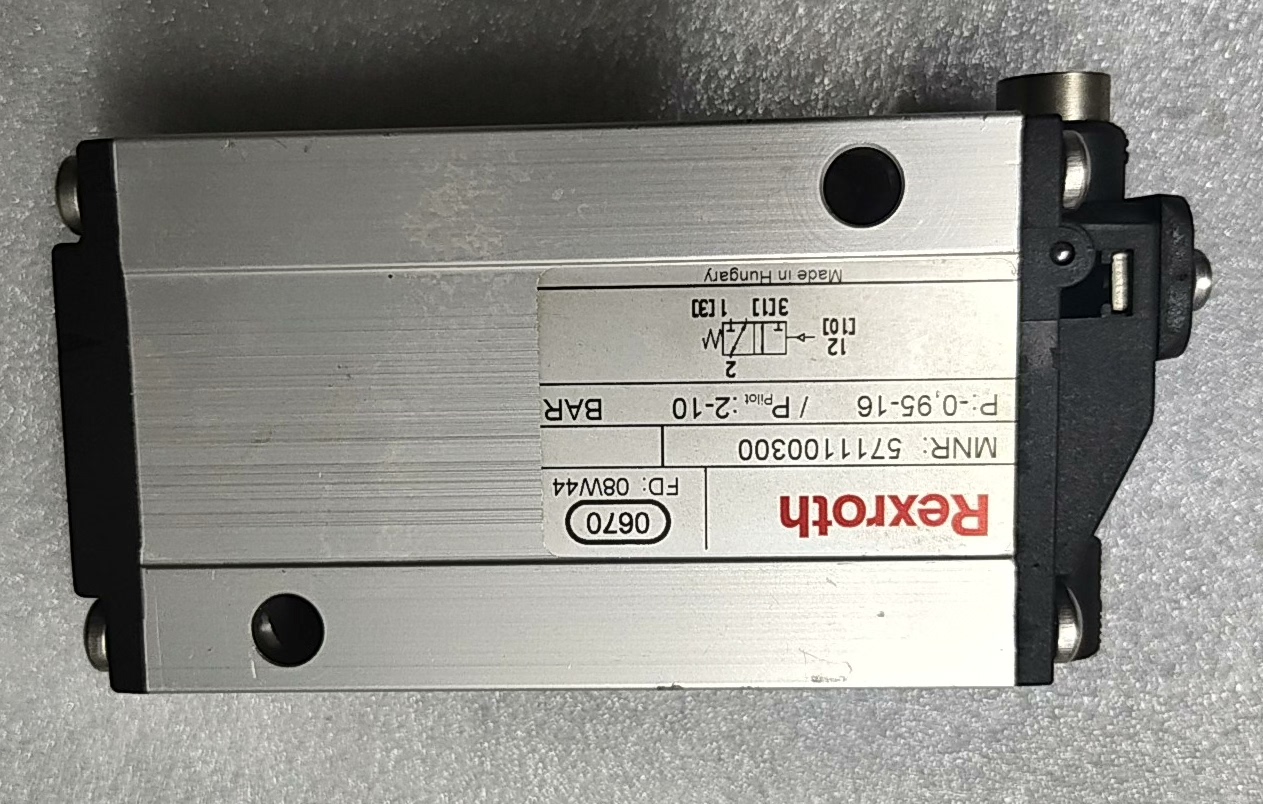 Rexroth
0670
FD: 08W44
MNR: 5711100300
P:-0,95-16 / P Pilot:2-10 BAR
2
12
[10]
3[1] 1[3]
Made in Hungary